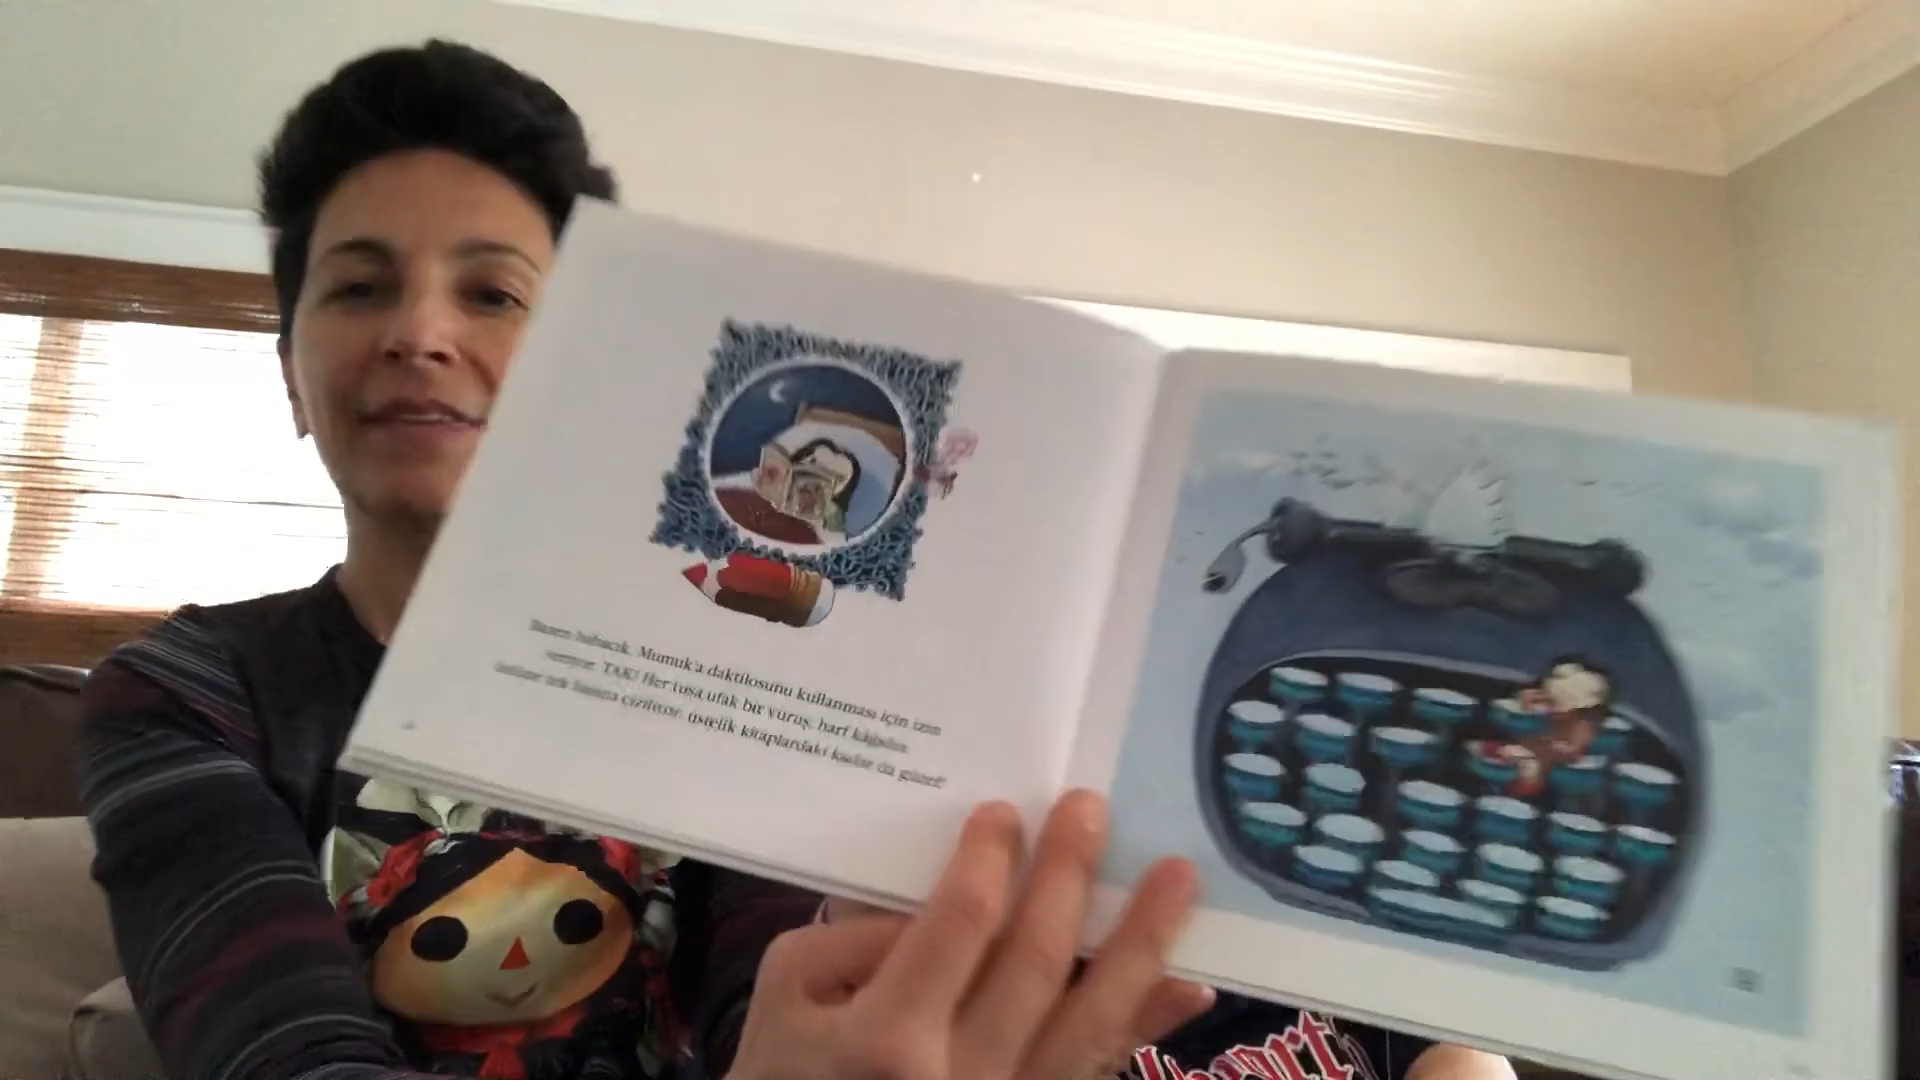 Bazen babacık, Mumuk'a daktilosunu kullanması için izin
veriyor. TAK! Her tuşa ufak bir vuruş, harf kâğıdın
üstüne tek başına çiziliyor, üstelik kitaplardaki kadar da güzel!